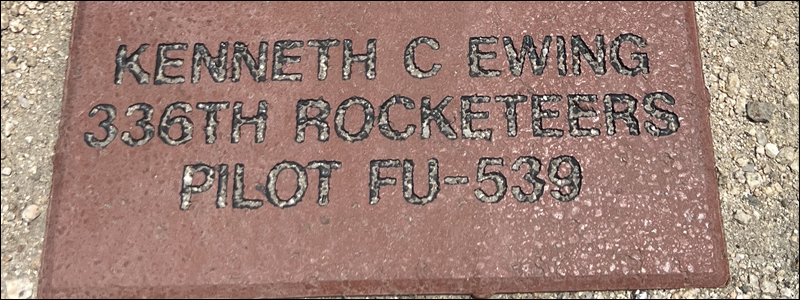 KENNETH C EWING
336TH ROCKETEERS
PILOT FU-539